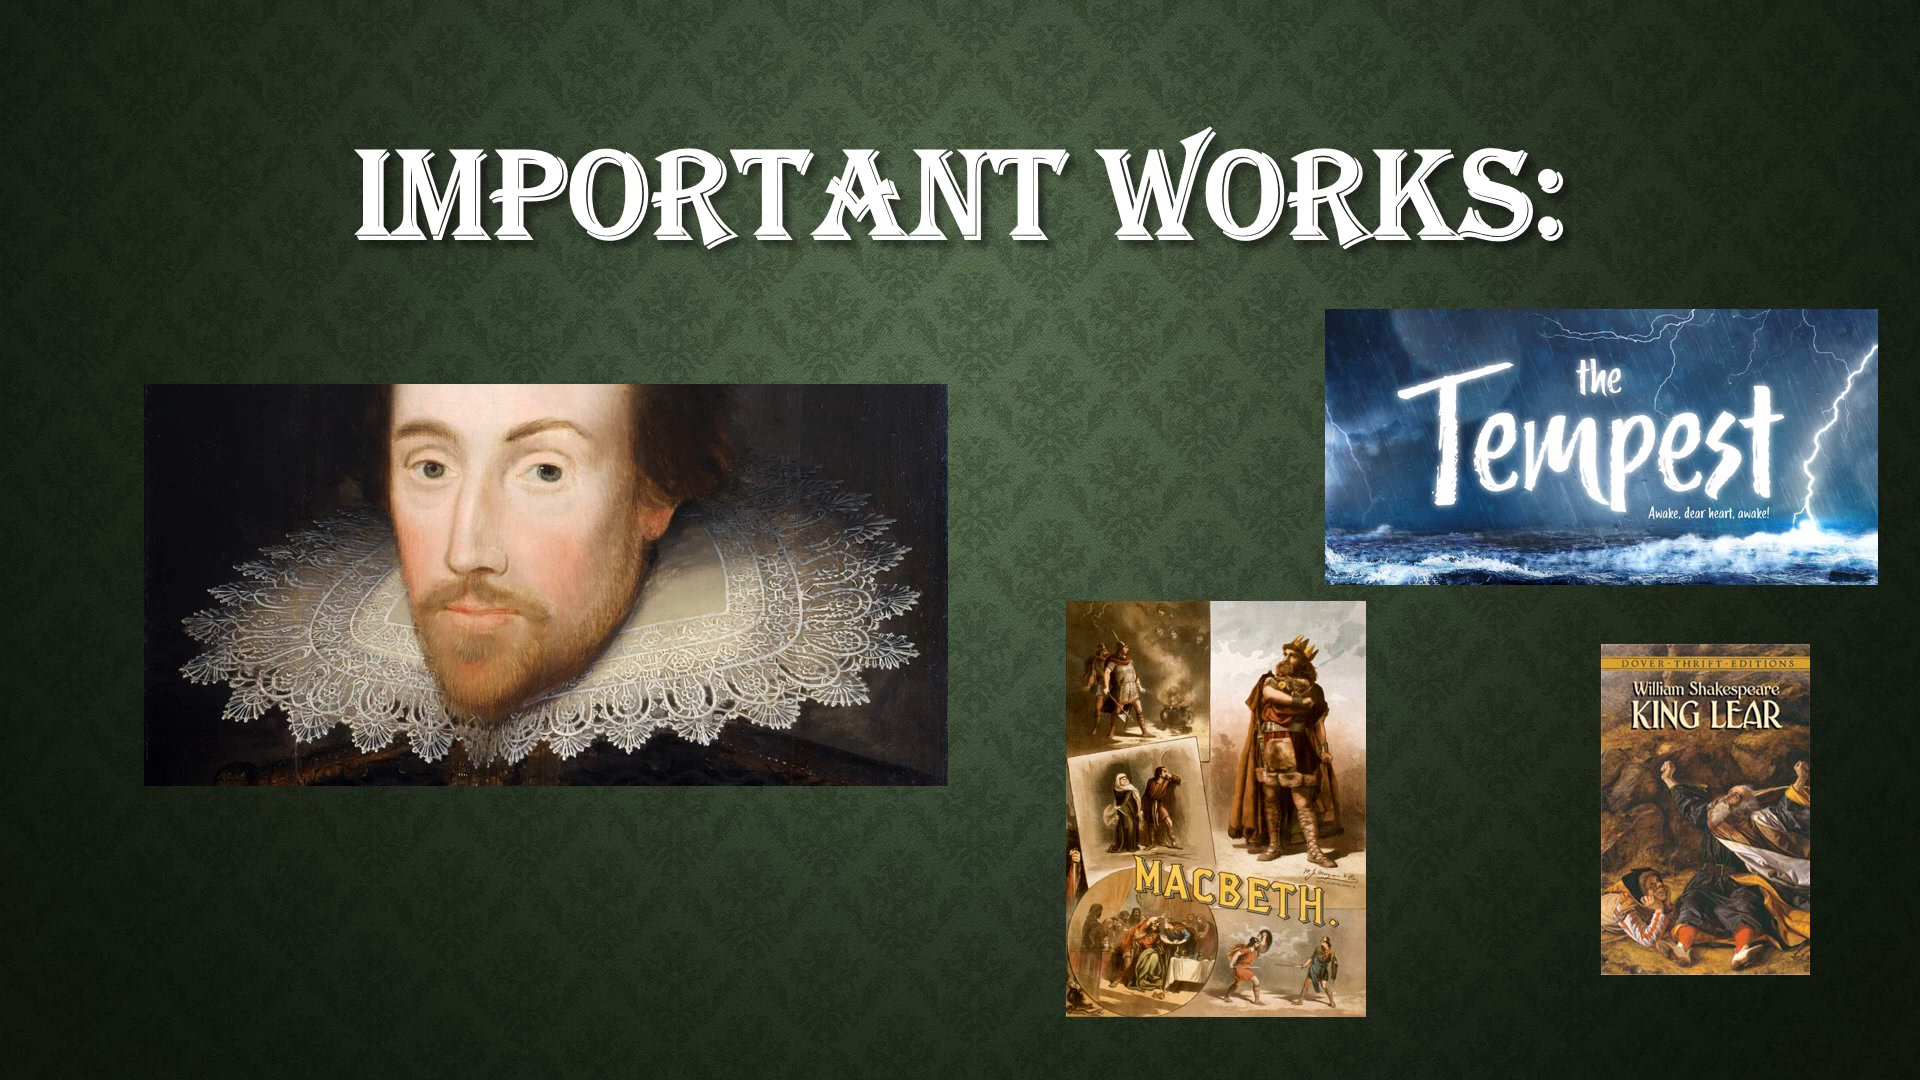 IMPORTANT WORKS:
the
Tempest
Awake, dear heart, awake!
MACBETH.
DOVER·THRIFT·EDITIONS
William Shakespeare
KING LEAR